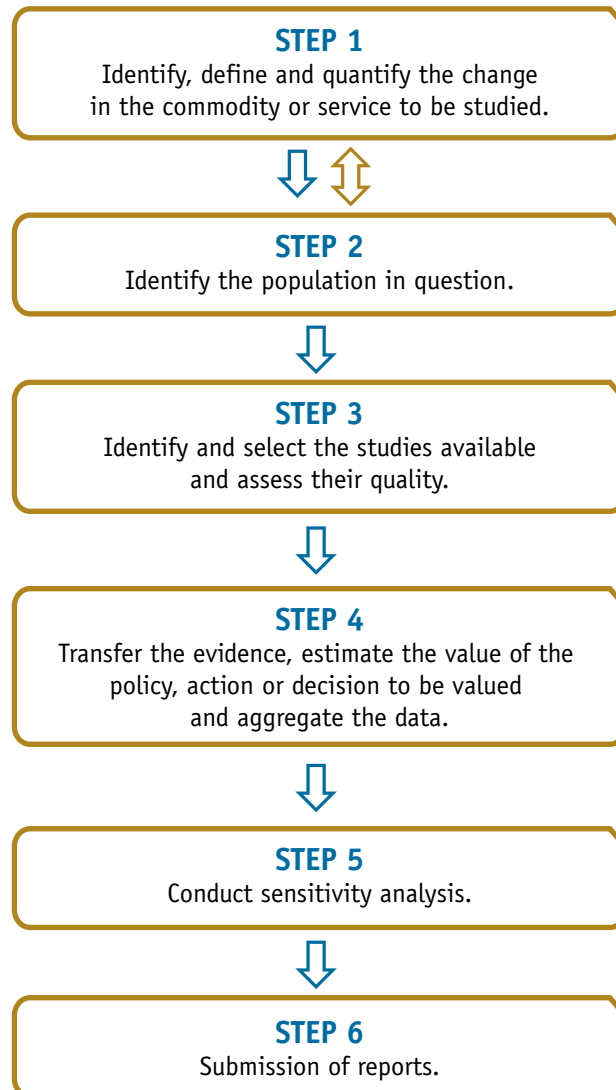 STEP 1
Identify, define and quantify the change
in the commodity or service to be studied.
STEP 2
Identify the population in question.
STEP 3
Identify and select the studies available
and assess their quality.
STEP 4
Transfer the evidence, estimate the value of the
policy, action or decision to be valued
and aggregate the data.
STEP 5
Conduct sensitivity analysis.
STEP 6
Submission of reports.